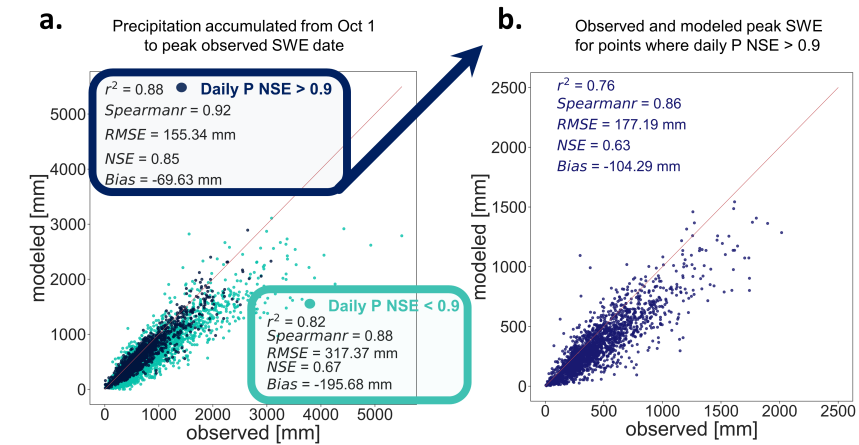 a.
Precipitation accumulated from Oct 1
to peak observed SWE date
r² = 0.88
Daily P NSE > 0.9
Spearmanr = 0.92
RMSE = 155.34 mm
NSE = 0.85
Bias = -69.63 mm
modeled [mm]
5000
4000
3000
2000
1000
0
Daily P NSE < 0.9
r² = 0.82
Spearmanr = 0.88
RMSE = 317.37 mm
NSE = 0.67
Bias = -195.68 mm
0 1000 2000 3000 4000 5000
observed [mm]
b.
Observed and modeled peak SWE
for points where daily P NSE > 0.9
r² = 0.76
Spearmanr = 0.86
RMSE = 177.19 mm
NSE = 0.63
Bias = -104.29 mm
modeled [mm]
2500
2000
1500
1000
500
0
0 500 1000 1500 2000 2500
observed [mm]